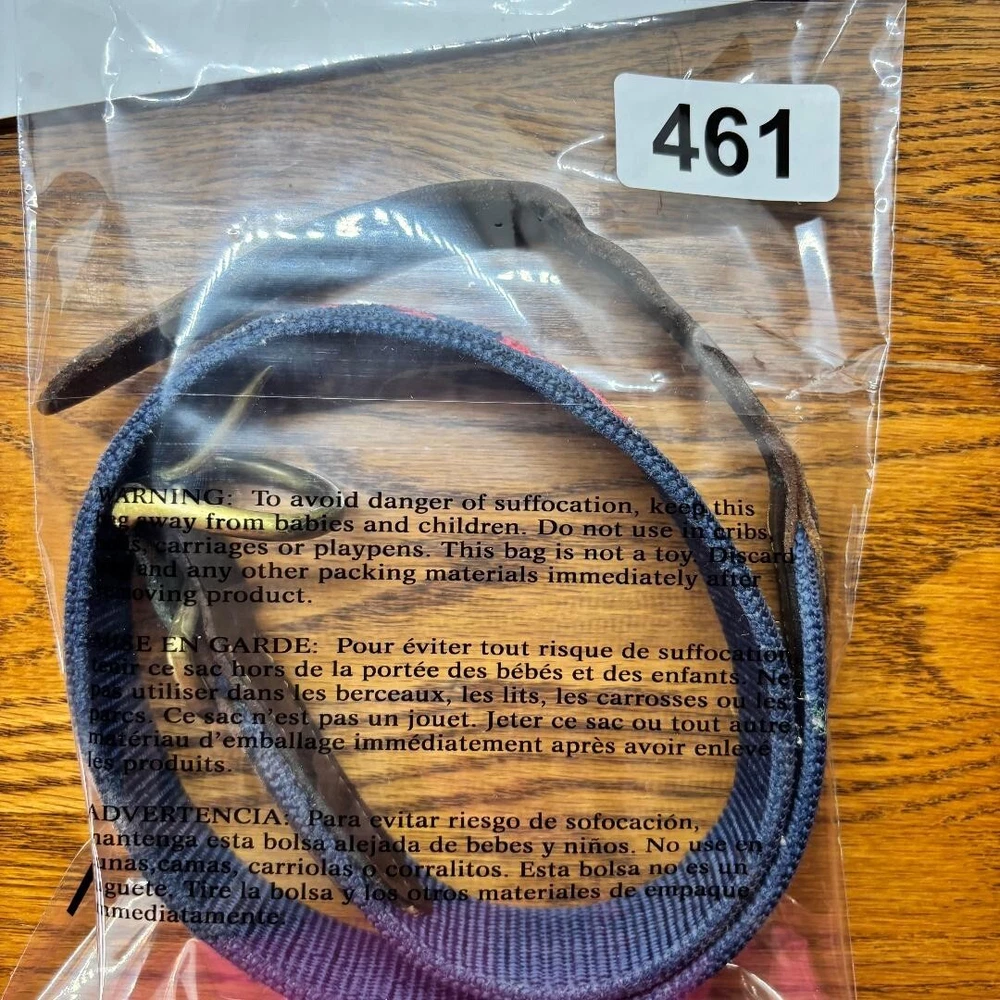 461
WARNING: To avoid danger of suffocation, keep this
away from babies and children. Do not use in cribs,
carriages or playpens. This bag is not a toy. Discard
and any other packing materials immediately after
removing product.
MISE EN GARDE: Pour éviter tout risque de suffocation
tenir ce sac hors de la portée des bébés et des enfants. Ne
pas utiliser dans les berceaux, les lits, les carrosses ou les
parcs. Ce sac n'est pas un jouet. Jeter ce sac ou tout autre
matériau d'emballage immédiatement après avoir enlevé
les produits.
ADVERTENCIA: Para evitar riesgo de sofocación,
mantenga esta bolsa alejada de bebes y niños. No use en
camas, carriolas o corralitos. Esta bolsa no es un
Tire la bolsa y los otros materiales de empaque
inmediatamente.